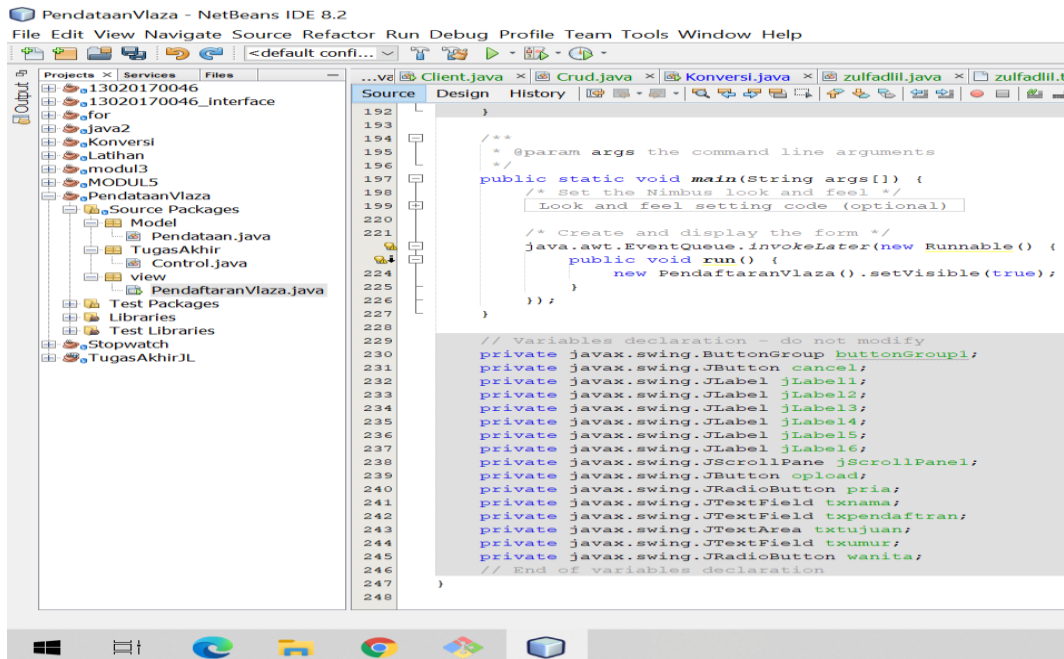 PendataanVlaza - NetBeans IDE 8.2
File Edit View Navigate Source Refactor Run Debug Profile Team Tools Window Help
<default confi...
Projects × Services Files
Output
13020170046
13020170046_interface
for
java2
Konversi
Latihan
modul3
MODUL5
PendataanVlaza
Source Packages
Model
Pendataan.java
TugasAkhir
Control.java
view
PendaftaranVlaza.java
Test Packages
Libraries
Test Libraries
Stopwatch
TugasAkhirJL
...va Client.java × Crud.java × Konversi.java × zulfadlil.java × zulfadlil.t
Source Design History
192 }
193
194 /**
195 * @param args the command line arguments
196 */
197 public static void main(String args[]) {
198 /* Set the Nimbus look and feel */
199 Look and feel setting code (optional)
220
221 /* Create and display the form */
java.awt.EventQueue.invokeLater(new Runnable() {
public void run() {
224 new PendaftaranVlaza().setVisible(true);
225 }
226 });
227 }
228
229 // Variables declaration - do not modify
230 private javax.swing.ButtonGroup buttonGroup1;
231 private javax.swing.JButton cancel;
232 private javax.swing.JLabel jLabel1;
233 private javax.swing.JLabel jLabel2;
234 private javax.swing.JLabel jLabel3;
235 private javax.swing.JLabel jLabel4;
236 private javax.swing.JLabel jLabel5;
237 private javax.swing.JLabel jLabel6;
238 private javax.swing.JScrollPane jScrollPane1;
239 private javax.swing.JButton opload;
240 private javax.swing.JRadioButton pria;
241 private javax.swing.JTextField txnama;
242 private javax.swing.JTextField txpendaftran;
243 private javax.swing.JTextArea txtujuan;
244 private javax.swing.JTextField txumur;
245 private javax.swing.JRadioButton wanita;
246 // End of variables declaration
247 }
248